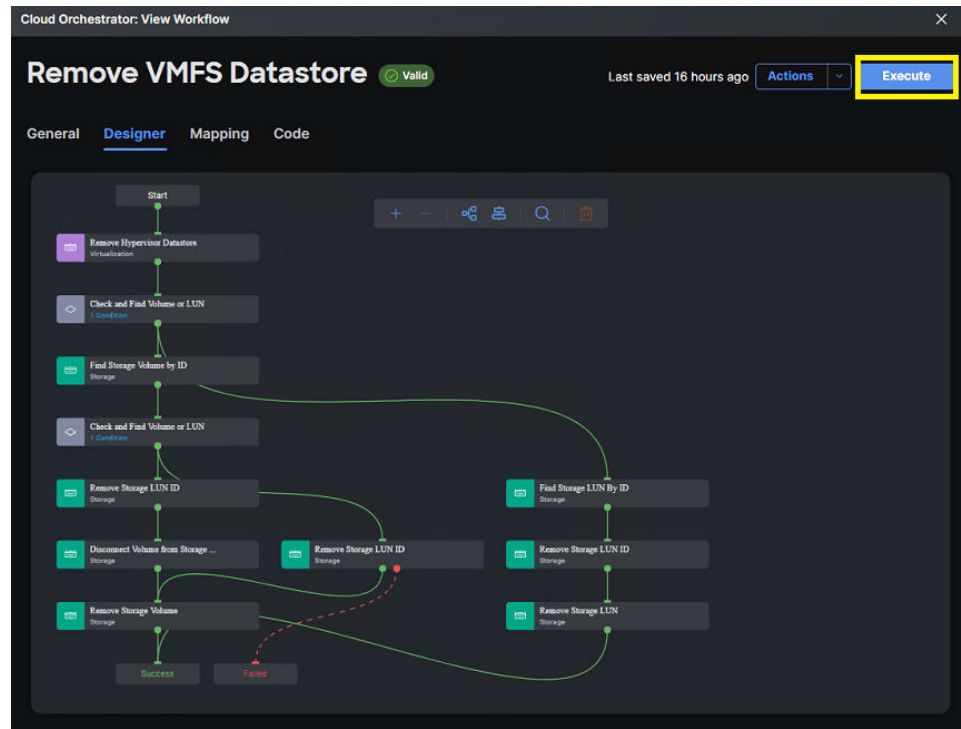 Cloud Orchestrator: View Workflow
Remove VMFS Datastore Valid
Last saved 16 hours ago Actions Execute
General Designer Mapping Code
Start
Remove Hypervisor Datastore
Virtualization
Check and Find Volume or LUN
1 Condition
Find Storage Volume by ID
Storage
Check and Find Volume or LUN
1 Condition
Remove Storage LUN ID
Storage
Find Storage LUN By ID
Storage
Disconnect Volume from Storage ...
Storage
Remove Storage LUN ID
Storage
Remove Storage LUN ID
Storage
Remove Storage Volume
Storage
Remove Storage LUN
Storage
Success
Failed